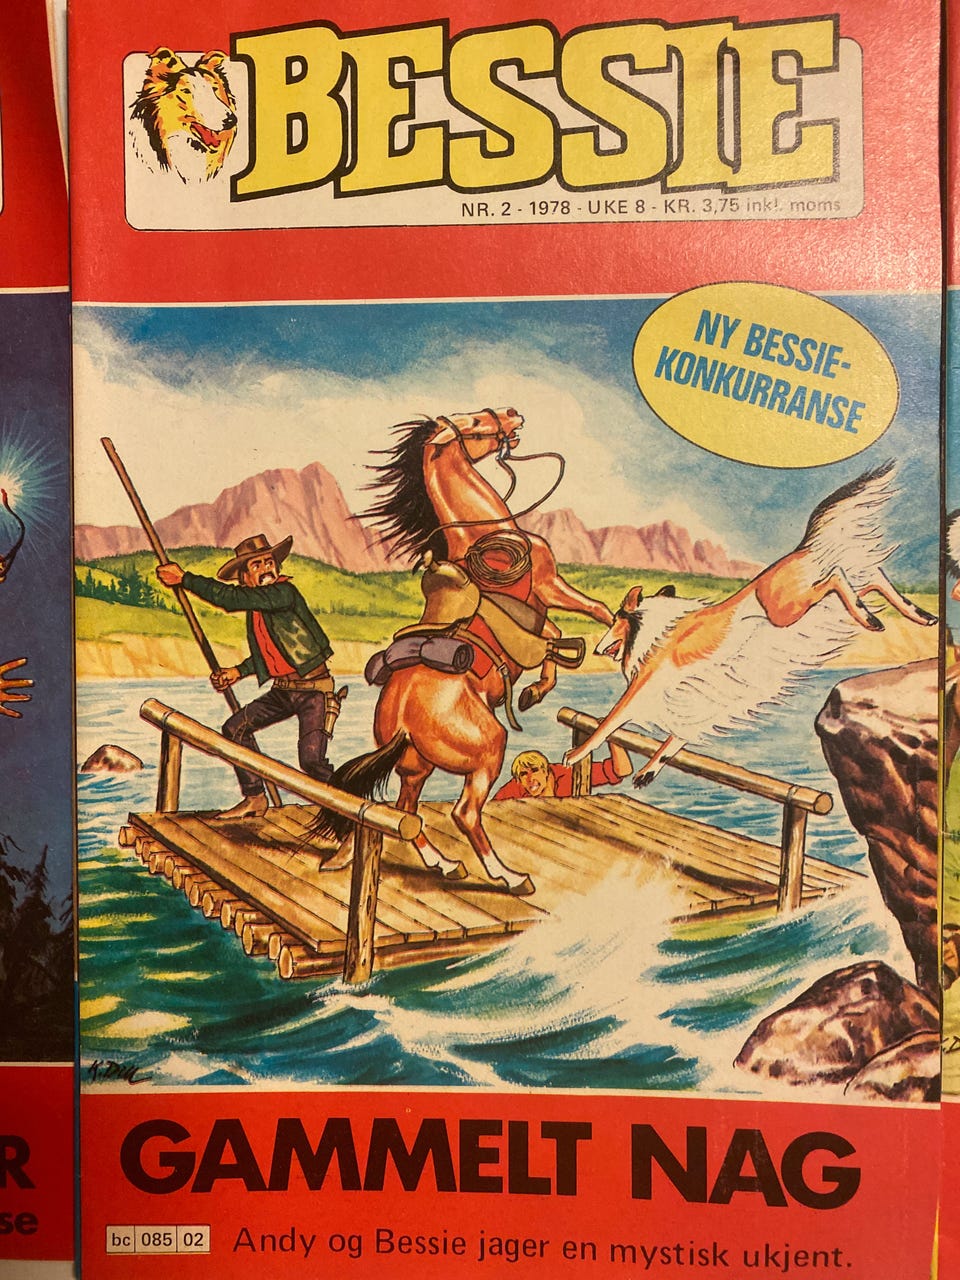 BESSIE
NR. 2 - 1978 - UKE 8 - KR. 3,75 inkl. moms
NY BESSIE-
KONKURRANSE
GAMMELT NAG
bc 085 02
Andy og Bessie jager en mystisk ukjent.
R
se